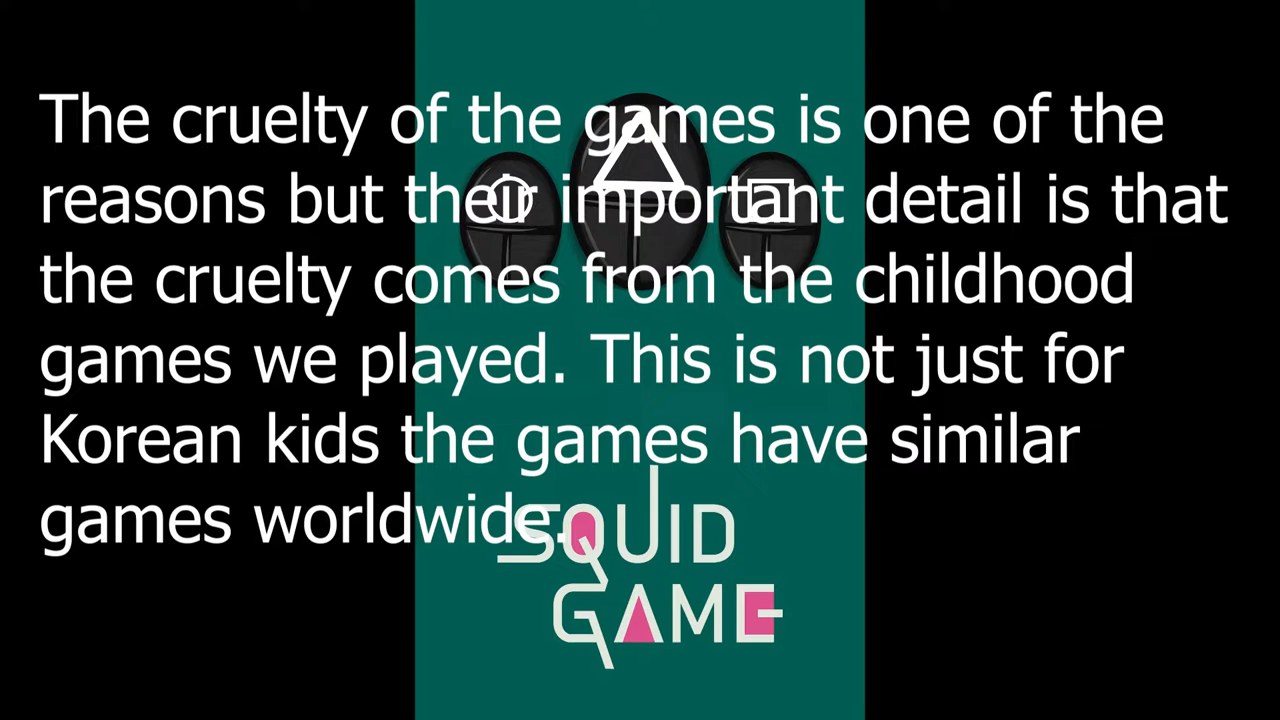 The cruelty of the games is one of the
reasons but their important detail is that
the cruelty comes from the childhood
games we played. This is not just for
Korean kids the games have similar
games worldwide.
SQUID
GAME